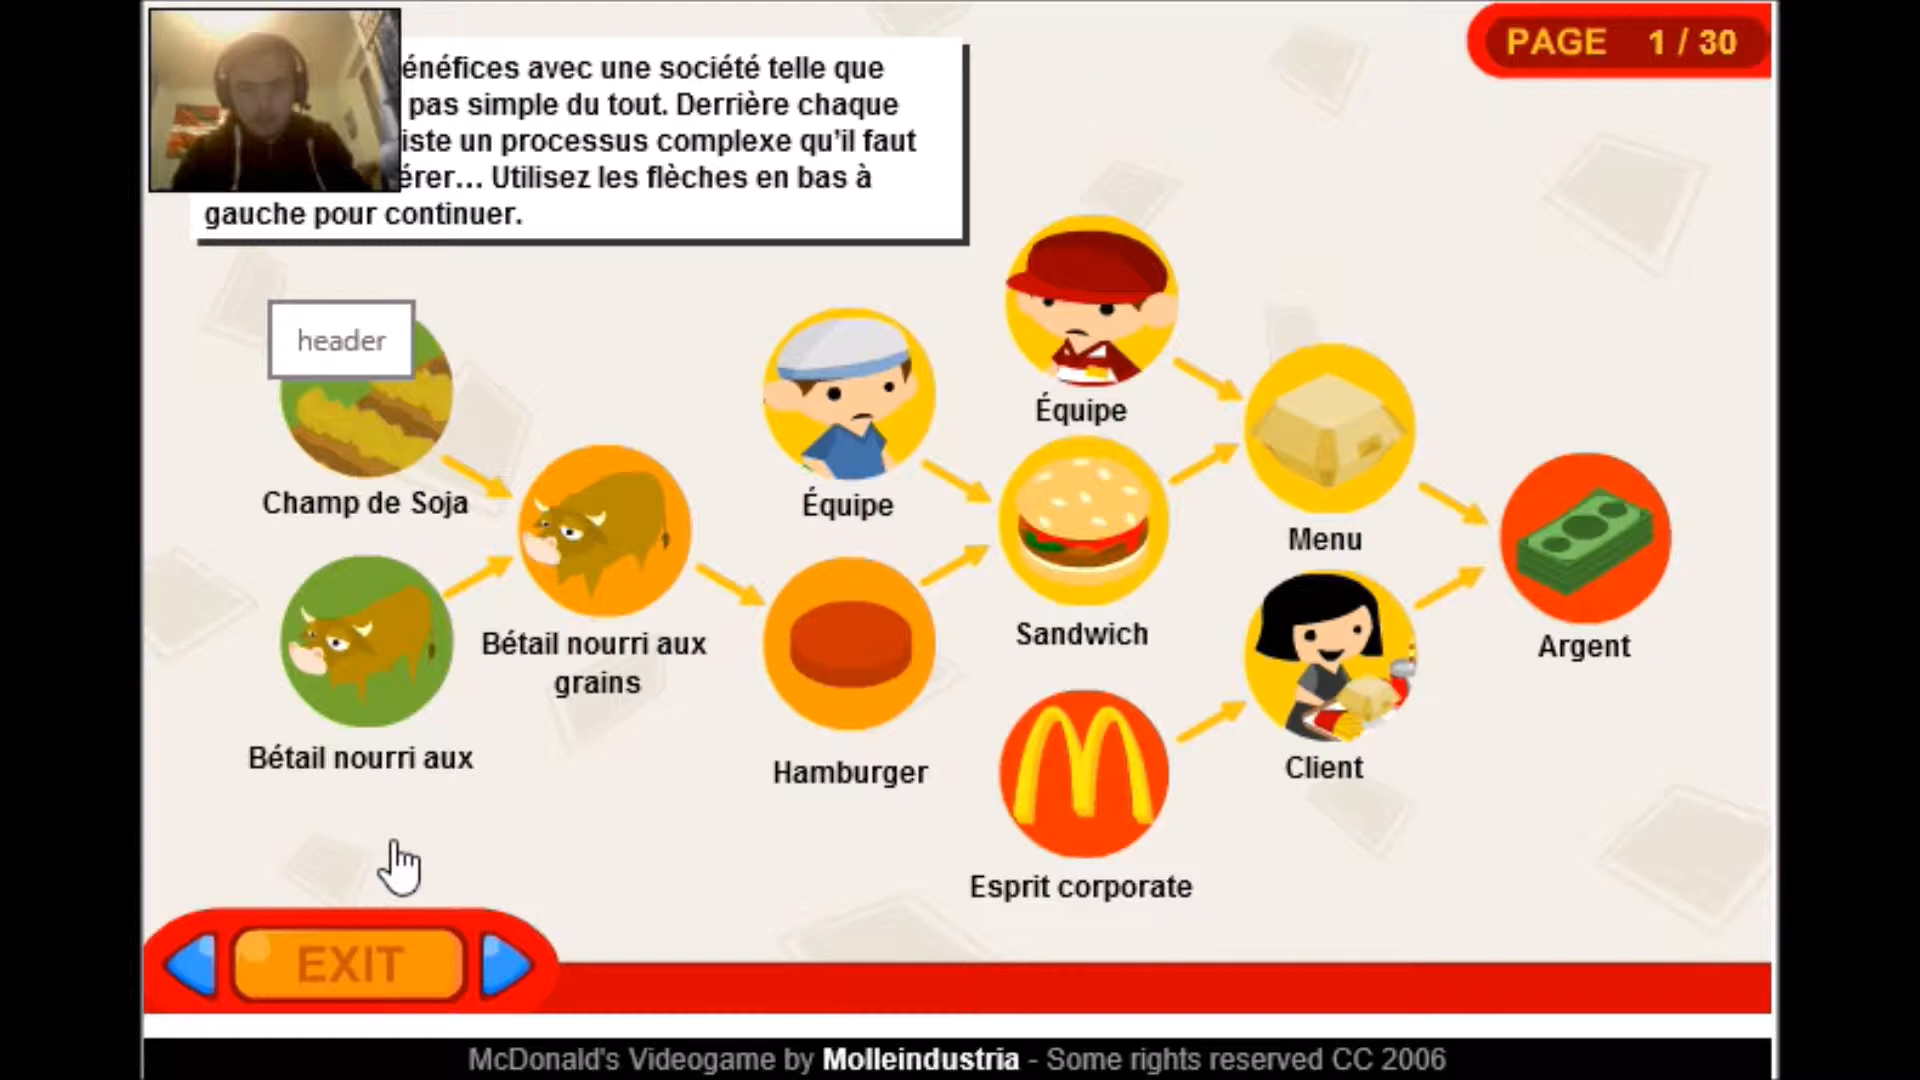 énéfices avec une société telle que
pas simple du tout. Derrière chaque
iste un processus complexe qu'il faut
érer... Utilisez les flèches en bas à
gauche pour continuer.
PAGE 1 / 30
header
Champ de Soja
Équipe
Équipe
Menu
Bétail nourri aux
grains
Sandwich
Argent
Bétail nourri aux
Hamburger
Client
Esprit corporate
EXIT
McDonald's Videogame by Molleindustria - Some rights reserved CC 2006